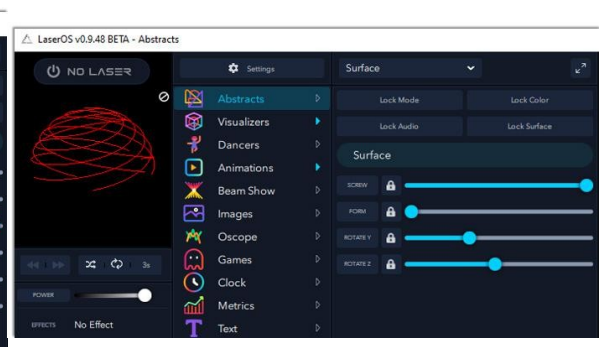 LaserOS v0.9.48 BETA - Abstracts
NO LASER
Settings
Surface
Abstracts
Lock Mode
Lock Color
Visualizers
Lock Audio
Lock Surface
Dancers
Surface
Animations
SCREW
Beam Show
FORM
Images
ROTATE Y
Oscope
ROTATE Z
Games
3s
Clock
POWER
Metrics
EFFECTS No Effect
Text